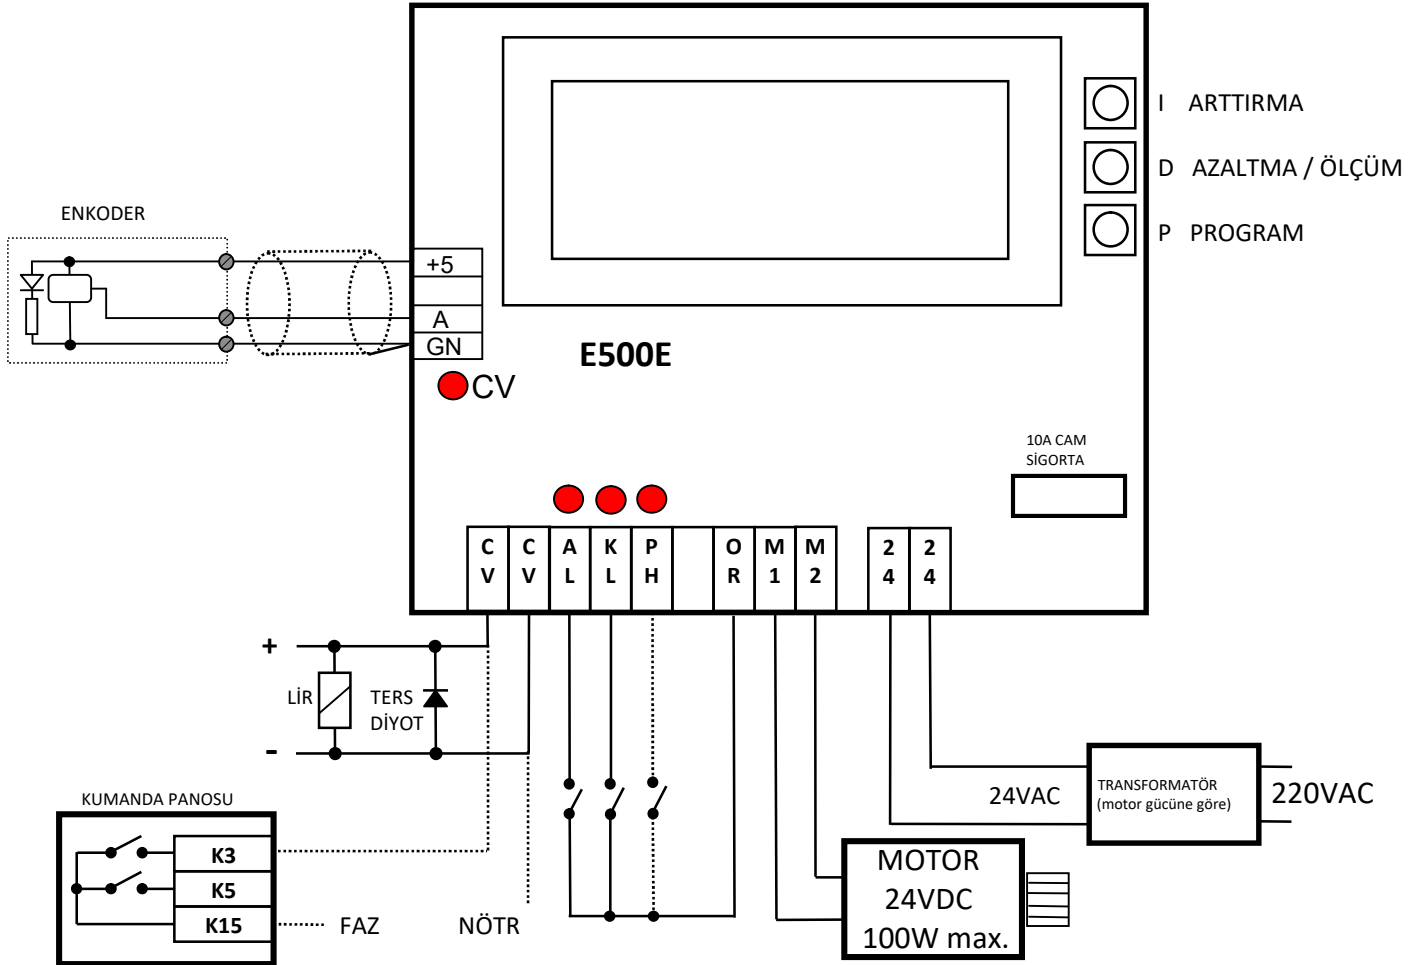 I ARTTIRMA
D AZALTMA / ÖLÇÜM
P PROGRAM
ENKODER
+5
A
GN
CV
E500E
10A CAM
SİGORTA
C C A K P O M M 2 2
V V L L H R 1 2 4 4
+
LİR
TERS
DİYOT
-
KUMANDA PANOSU
K3
K5
K15
FAZ
NÖTR
24VAC
TRANSFORMATÖR
(motor gücüne göre)
220VAC
MOTOR
24VDC
100W max.